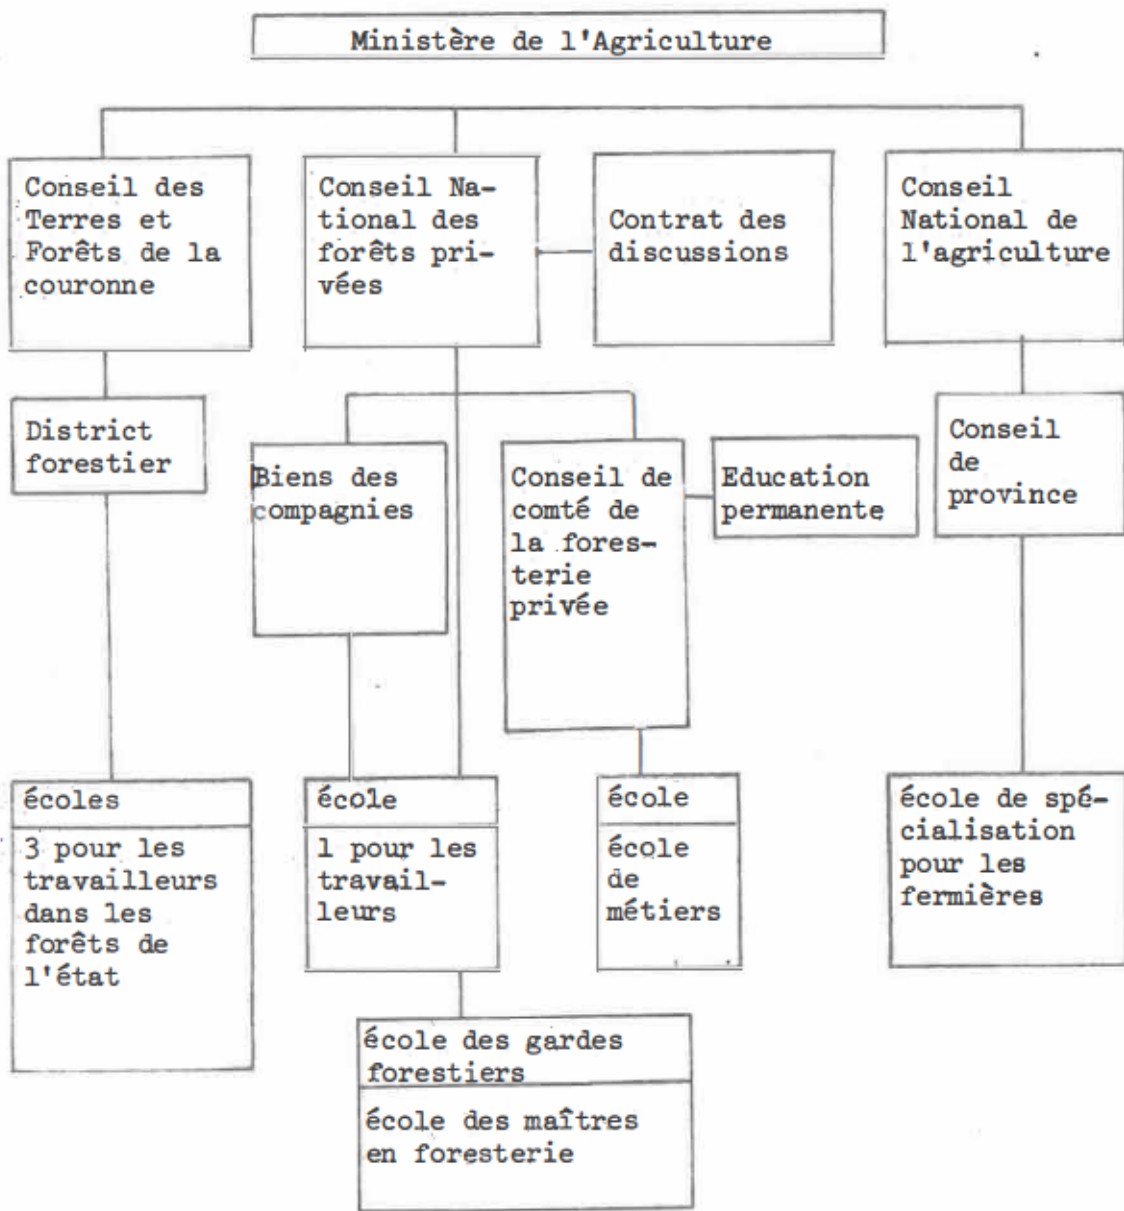 Ministère de l'Agriculture
Conseil des
Terres et
Forêts de la
couronne
Conseil Na-
tional des
forêts pri-
vées
Contrat des
discussions
Conseil
National de
l'agriculture
District
forestier
Biens des
compagnies
Conseil de
comté de
la fores-
terie
privée
Education
permanente
Conseil
de
province
écoles
3 pour les
travailleurs
dans les
forêts de
l'état
école
1 pour les
travail-
leurs
école
école
de
métiers
école de spé-
cialisation
pour les
fermières
école des gardes
forestiers
école des maîtres
en foresterie